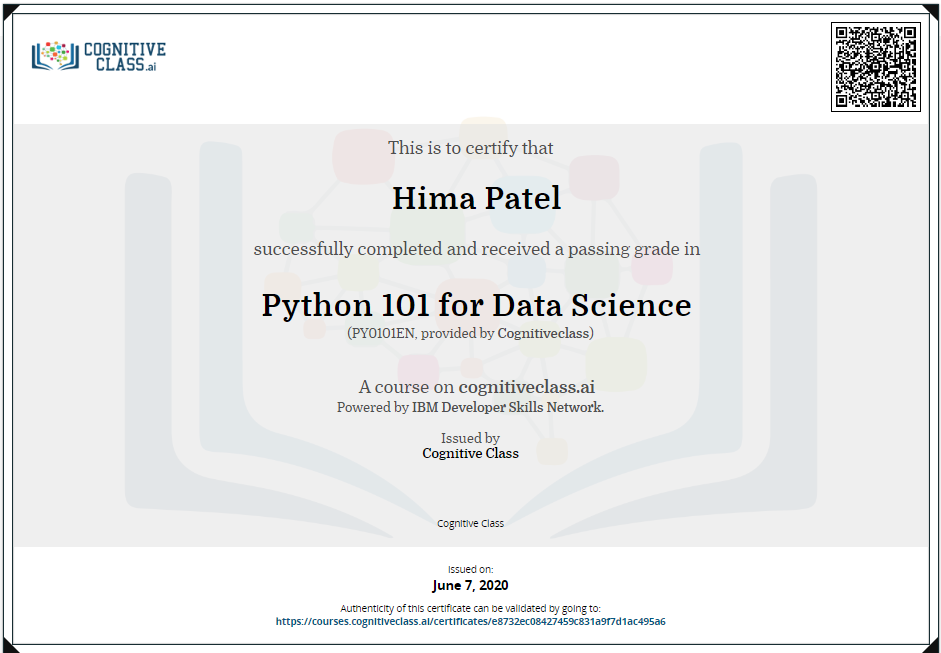 COGNITIVE
CLASS.ai
This is to certify that
Hima Patel
successfully completed and received a passing grade in
Python 101 for Data Science
(PY0101EN, provided by Cognitiveclass)
A course on cognitiveclass.ai
Powered by IBM Developer Skills Network.
Issued by
Cognitive Class
Cognitive Class
Issued on:
June 7, 2020
Authenticity of this certificate can be validated by going to:
https://courses.cognitiveclass.ai/certificates/e8732ec08427459c831a9f7d1ac495a6